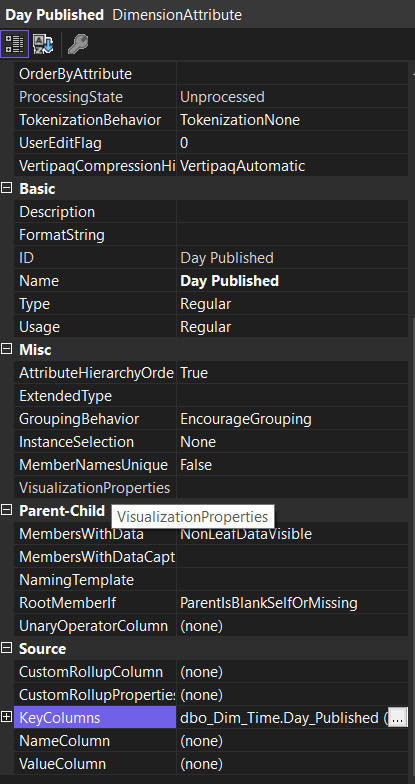 Day Published DimensionAttribute
OrderByAttribute
ProcessingState Unprocessed
TokenizationBehavior TokenizationNone
UserEditFlag 0
VertipaqCompressionHi VertipaqAutomatic
Basic
Description
FormatString
ID Day Published
Name Day Published
Type Regular
Usage Regular
Misc
AttributeHierarchyOrde True
ExtendedType
GroupingBehavior EncourageGrouping
InstanceSelection None
MemberNamesUnique False
VisualizationProperties
Parent-Child
VisualizationProperties
MembersWithData NonLeafDataVisible
MembersWithDataCapt
NamingTemplate
RootMemberIf ParentIsBlankSelfOrMissing
UnaryOperatorColumn (none)
Source
CustomRollupColumn (none)
CustomRollupProperties (none)
KeyColumns dbo_Dim_Time.Day_Published ( ...
NameColumn (none)
ValueColumn (none)